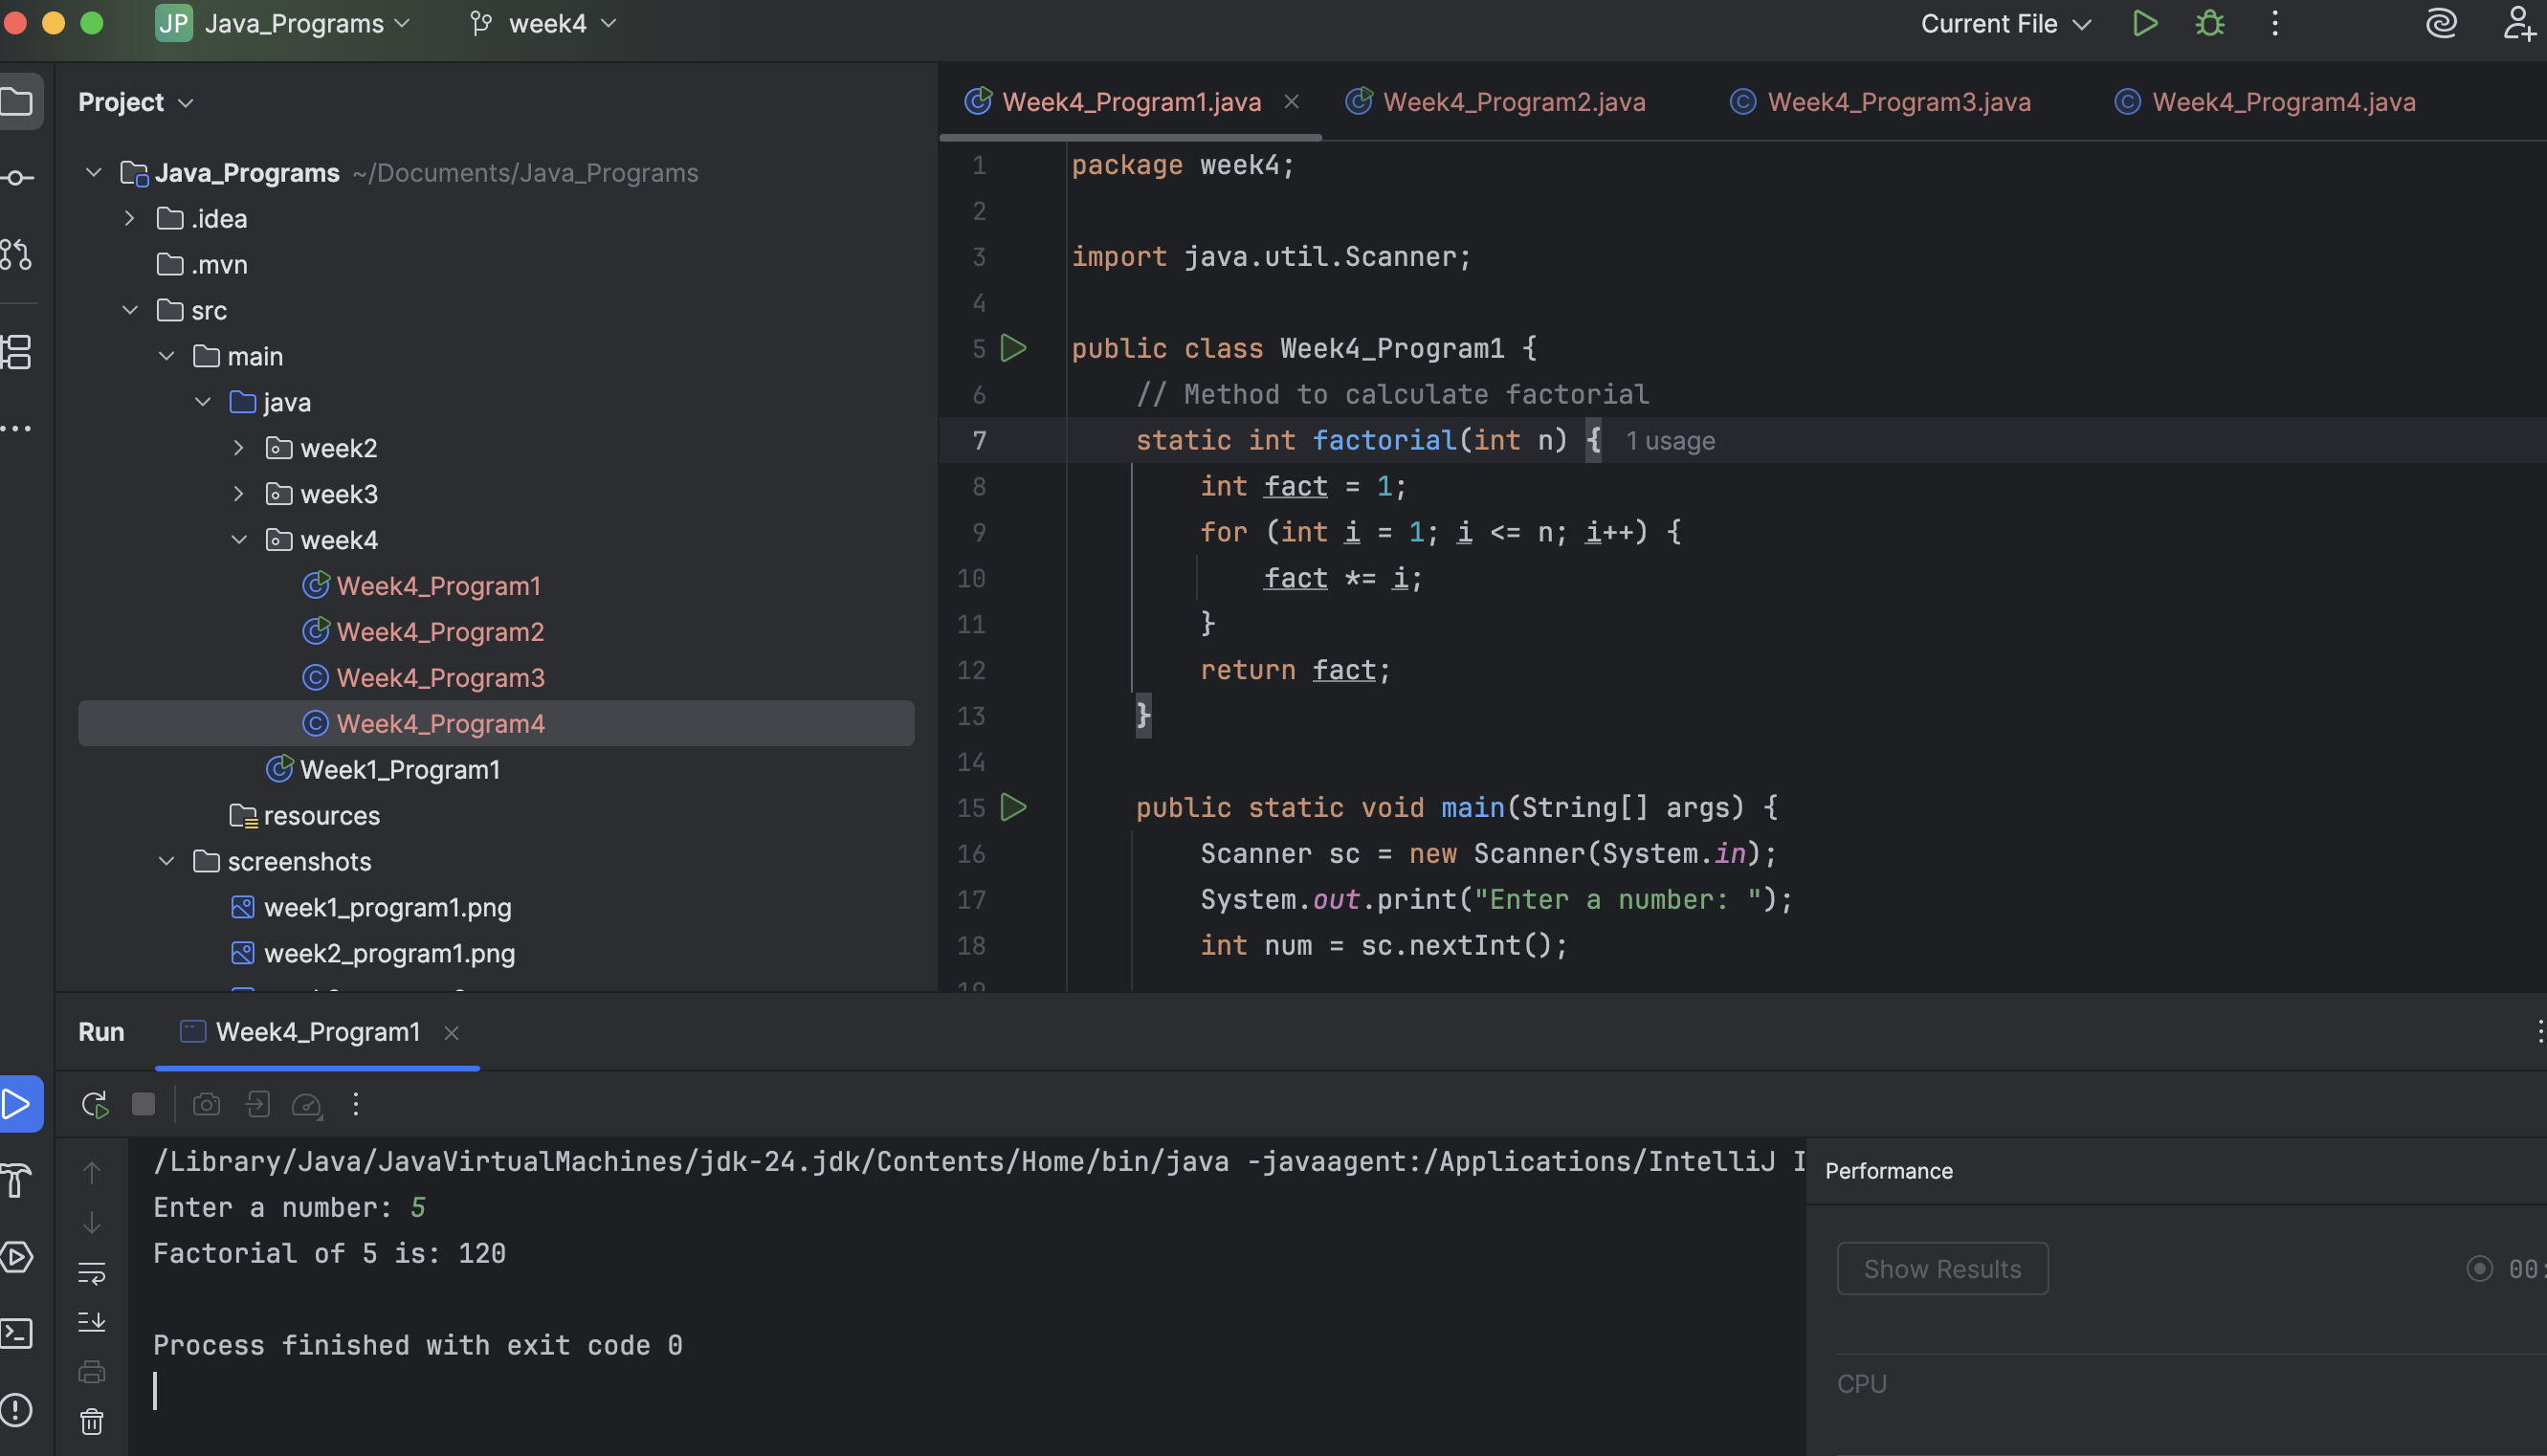 JP Java_Programs week4 Current File
Project
Java_Programs ~/Documents/Java_Programs
.idea
.mvn
src
main
java
week2
week3
week4
Week4_Program1
Week4_Program2
Week4_Program3
Week4_Program4
Week1_Program1
resources
screenshots
week1_program1.png
week2_program1.png
Week4_Program1.java Week4_Program2.java Week4_Program3.java Week4_Program4.java
1 package week4;
2
3 import java.util.Scanner;
4
5 public class Week4_Program1 {
6 // Method to calculate factorial
7 static int factorial(int n) { 1 usage
8 int fact = 1;
9 for (int i = 1; i <= n; i++) {
10 fact *= i;
11 }
12 return fact;
13 }
14
15 public static void main(String[] args) {
16 Scanner sc = new Scanner(System.in);
17 System.out.print("Enter a number: ");
18 int num = sc.nextInt();
19
Run Week4_Program1
/Library/Java/JavaVirtualMachines/jdk-24.jdk/Contents/Home/bin/java -javaagent:/Applications/IntelliJ I
Enter a number: 5
Factorial of 5 is: 120
Process finished with exit code 0
Performance
Show Results 00:
CPU